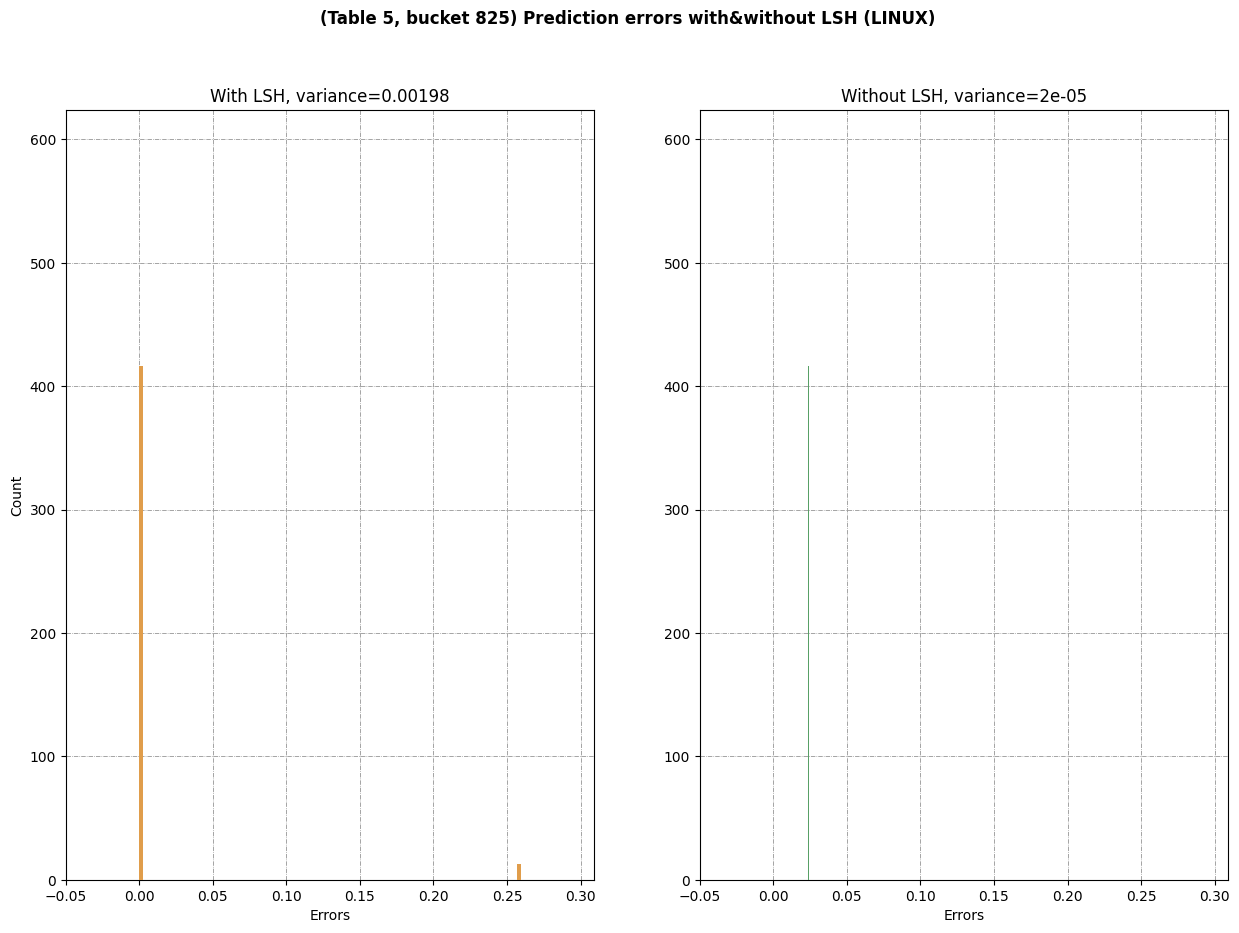 (Table 5, bucket 825) Prediction errors with&without LSH (LINUX)
With LSH, variance=0.00198
600
500
400
300
200
100
0
Count
−0.05 0.00 0.05 0.10 0.15 0.20 0.25 0.30
Errors
Without LSH, variance=2e-05
600
500
400
300
200
100
0
−0.05 0.00 0.05 0.10 0.15 0.20 0.25 0.30
Errors